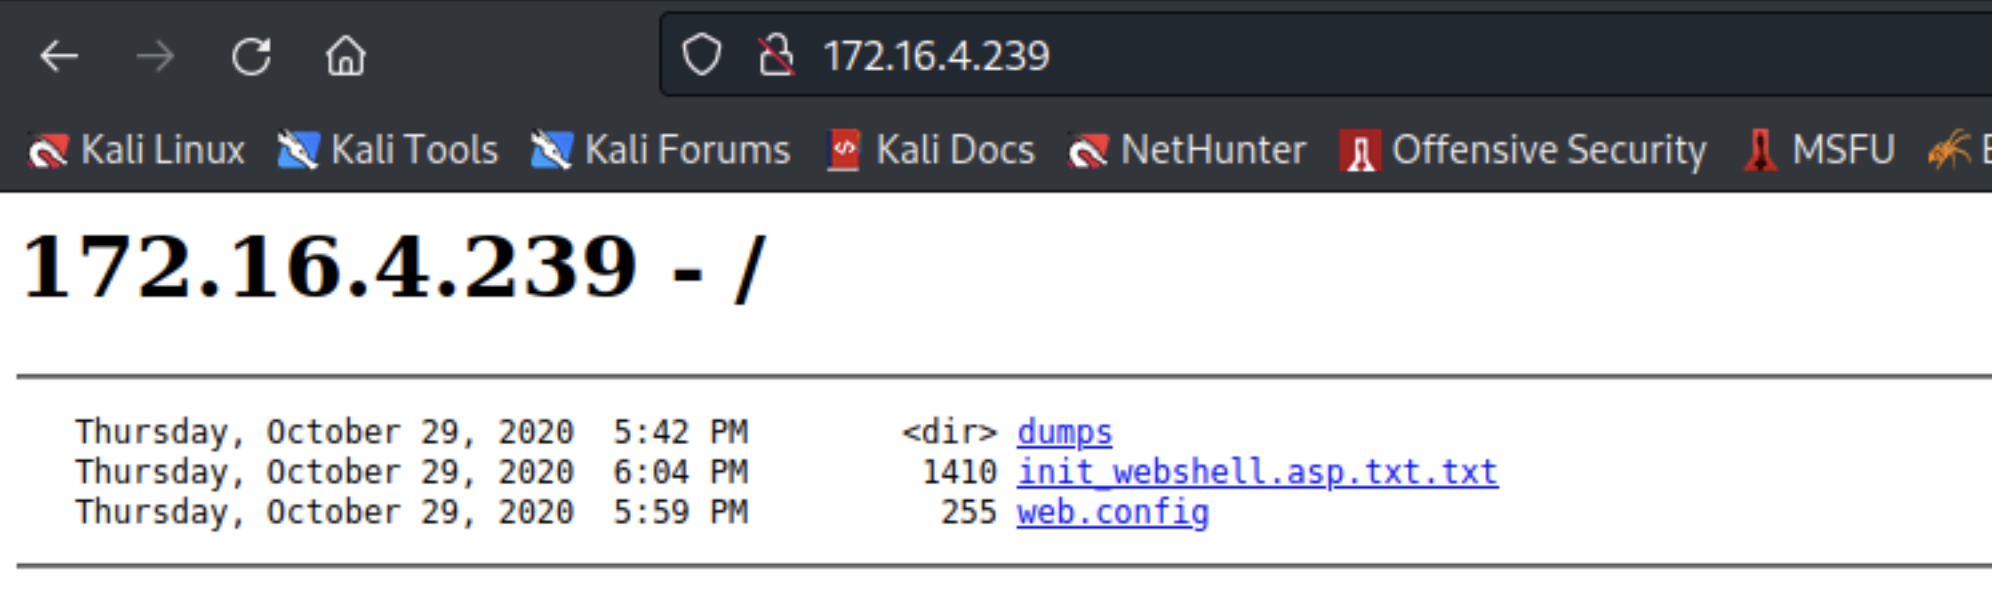 172.16.4.239
Kali Linux Kali Tools Kali Forums Kali Docs NetHunter Offensive Security MSFU
172.16.4.239 - /
Thursday, October 29, 2020 5:42 PM <dir> dumps
Thursday, October 29, 2020 6:04 PM 1410 init_webshell.asp.txt.txt
Thursday, October 29, 2020 5:59 PM 255 web.config